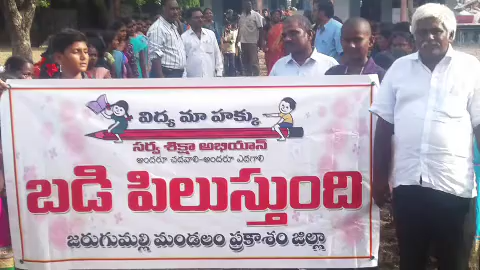 విద్య మా హక్కు
సర్వ శిక్షా అభియాన్
అందరూ చదవాలి-అందరూ ఎదగాలి
బడి పిలుస్తుంది
జరుగుమల్లి మండలం ప్రకాశం జిల్లా